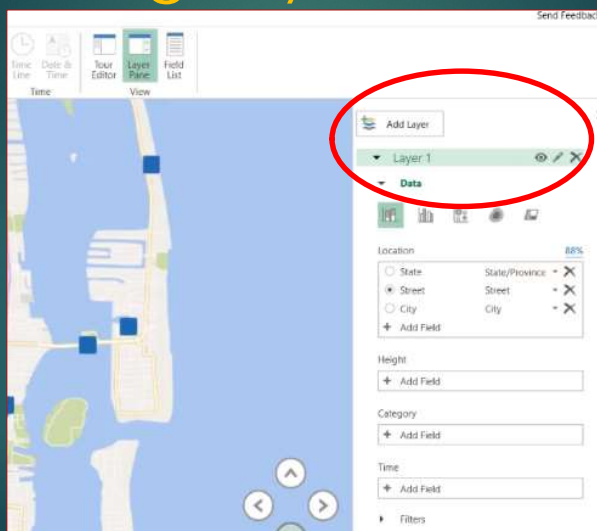 Send Feedback
Time Line
Date & Time
Tour Editor
Layer Pane
Field List
Time
View
Add Layer
Layer 1
Data
Location 88%
State State/Province
Street Street
City City
+ Add Field
Height
+ Add Field
Category
+ Add Field
Time
+ Add Field
Filters